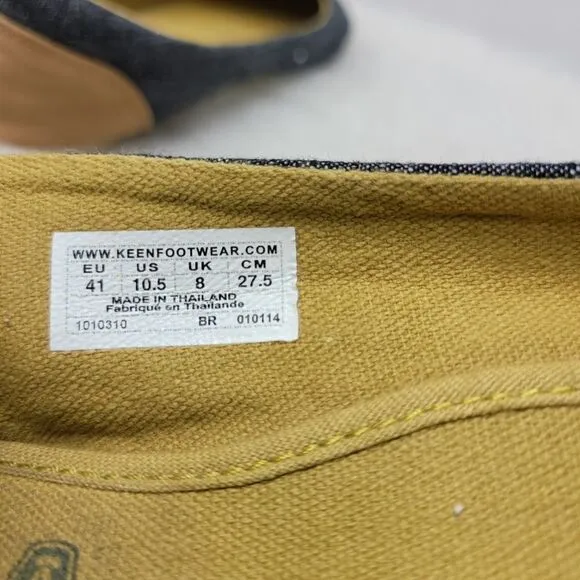 WWW.KEENFOOTWEAR.COM
EU US UK CM
41 10.5 8 27.5
MADE IN THAILAND
Fabriqué en Thaïlande
1010310 BR 010114